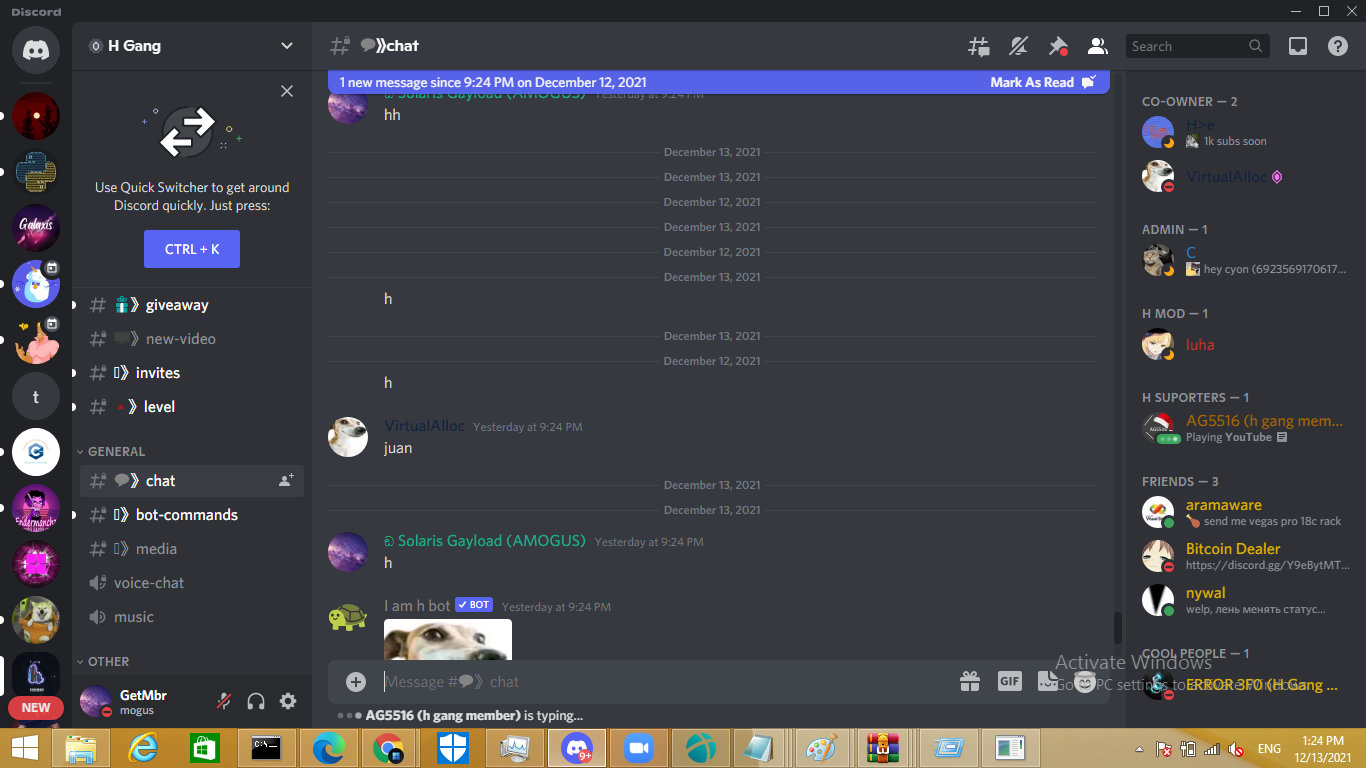 Discord
H Gang
Use Quick Switcher to get around
Discord quickly. Just press:
CTRL + K
giveaway
new-video
invites
level
GENERAL
chat
bot-commands
media
voice-chat
music
OTHER
Galaxis
t
NEW
GetMbr
mogus
chat
Search
1 new message since 9:24 PM on December 12, 2021
Mark As Read
Solaris Gayload (AMOGUS) Yesterday at 9:24 PM
hh
December 13, 2021
December 13, 2021
December 12, 2021
December 13, 2021
December 12, 2021
December 13, 2021
h
December 13, 2021
December 12, 2021
h
VirtualAlloc Yesterday at 9:24 PM
juan
December 13, 2021
December 13, 2021
Solaris Gayload (AMOGUS) Yesterday at 9:24 PM
h
I am h bot BOT Yesterday at 9:24 PM
Message # chat
GIF
AG5516 (h gang member) is typing...
CO-OWNER — 2
H>e
1k subs soon
VirtualAlloc
ADMIN — 1
C
hey cyon (6923569170617...
H MOD — 1
luha
H SUPORTERS — 1
AG5516 (h gang mem...
Playing YouTube
FRIENDS — 3
aramaware
send me vegas pro 18c rack
Bitcoin Dealer
https://discord.gg/Y9eBytMT...
nywal
welp, лень менять статус...
COOL PEOPLE — 1
ERROR 3F0 (H Gang ...
Activate Windows
Go to PC settings to activate Windows.
9+
ENG
1:24 PM
12/13/2021